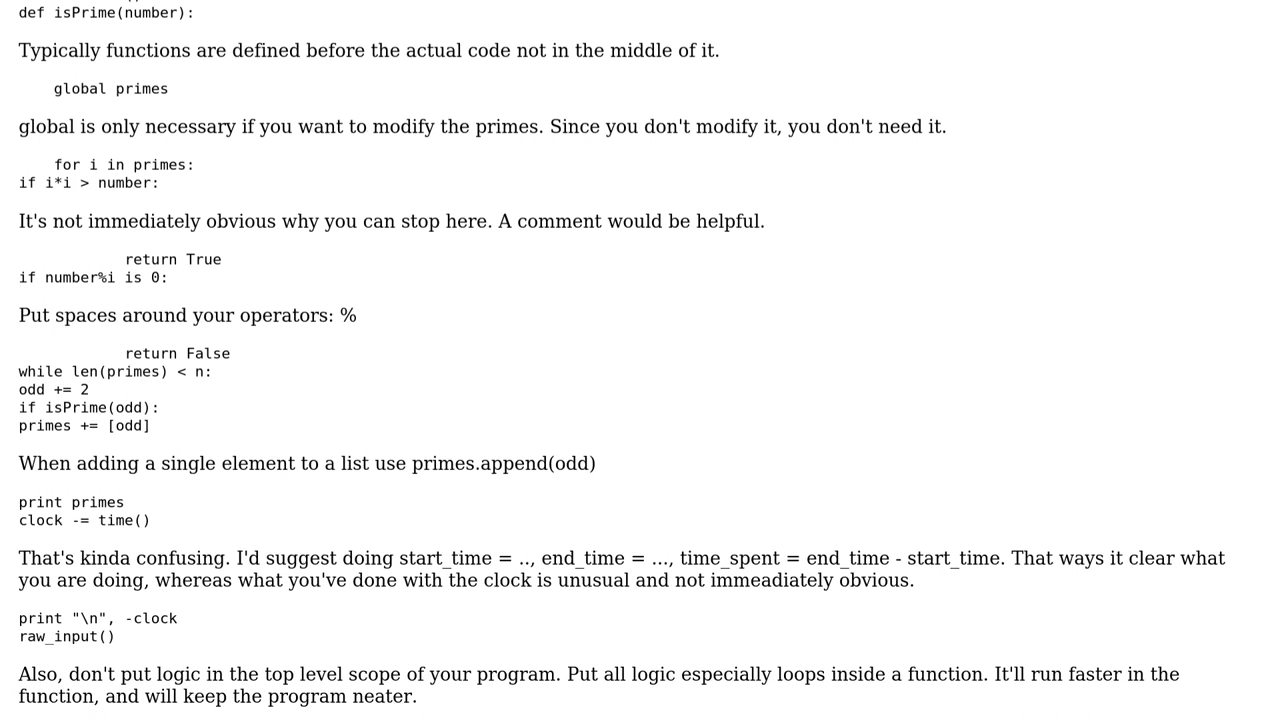 def isPrime(number):
Typically functions are defined before the actual code not in the middle of it.
    global primes
global is only necessary if you want to modify the primes. Since you don't modify it, you don't need it.
    for i in primes:
if i*i > number:
It's not immediately obvious why you can stop here. A comment would be helpful.
            return True
if number%i is 0:
Put spaces around your operators: %
            return False
while len(primes) < n:
odd += 2
if isPrime(odd):
primes += [odd]
When adding a single element to a list use primes.append(odd)
print primes
clock -= time()
That's kinda confusing. I'd suggest doing start_time = .., end_time = ..., time_spent = end_time - start_time. That ways it clear what
you are doing, whereas what you've done with the clock is unusual and not immeadiately obvious.
print "\n", -clock
raw_input()
Also, don't put logic in the top level scope of your program. Put all logic especially loops inside a function. It'll run faster in the
function, and will keep the program neater.